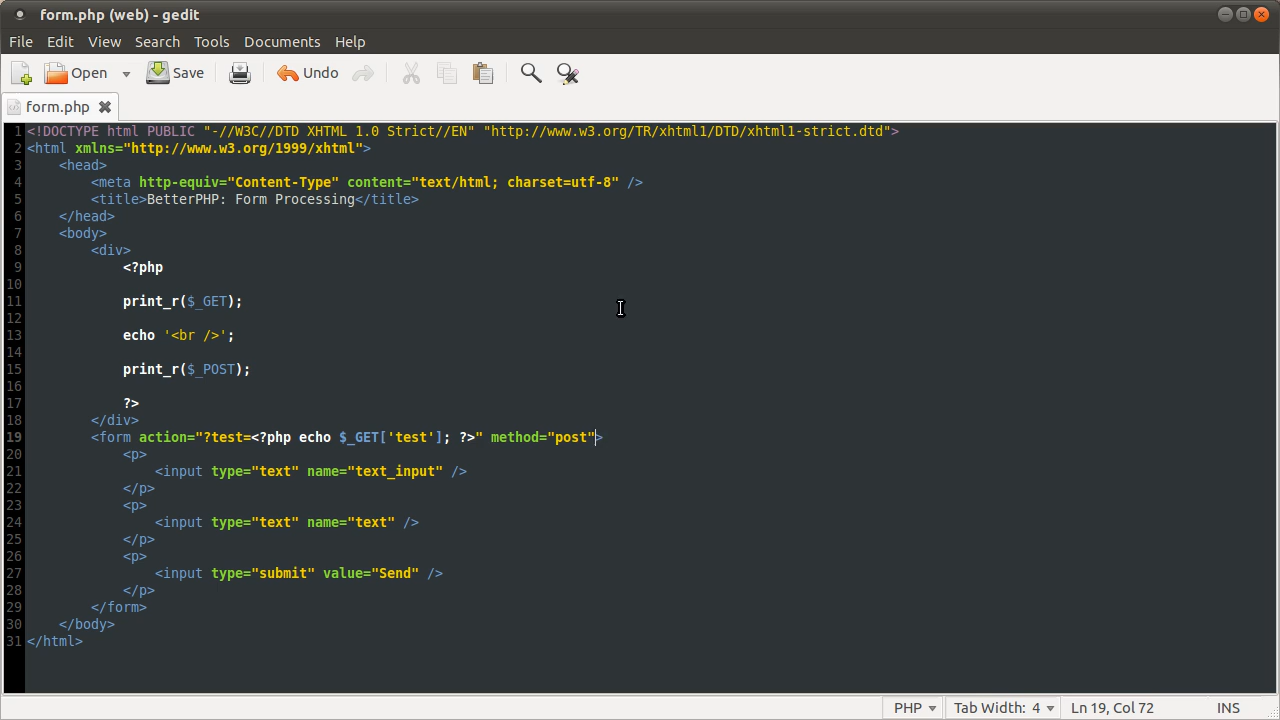 form.php (web) - gedit
File Edit View Search Tools Documents Help
Open Save Undo
form.php
1 <!DOCTYPE html PUBLIC "-//W3C//DTD XHTML 1.0 Strict//EN" "http://www.w3.org/TR/xhtml1/DTD/xhtml1-strict.dtd">
2 <html xmlns="http://www.w3.org/1999/xhtml">
3     <head>
4         <meta http-equiv="Content-Type" content="text/html; charset=utf-8" />
5         <title>BetterPHP: Form Processing</title>
6     </head>
7     <body>
8         <div>
9             <?php
10
11             print_r($_GET);
12
13             echo '<br />';
14
15             print_r($_POST);
16
17             ?>
18         </div>
19         <form action="?test=<?php echo $_GET['test']; ?>" method="post">
20             <p>
21                 <input type="text" name="text_input" />
22             </p>
23             <p>
24                 <input type="text" name="text" />
25             </p>
26             <p>
27                 <input type="submit" value="Send" />
28             </p>
29         </form>
30     </body>
31 </html>
PHP Tab Width: 4 Ln 19, Col 72 INS